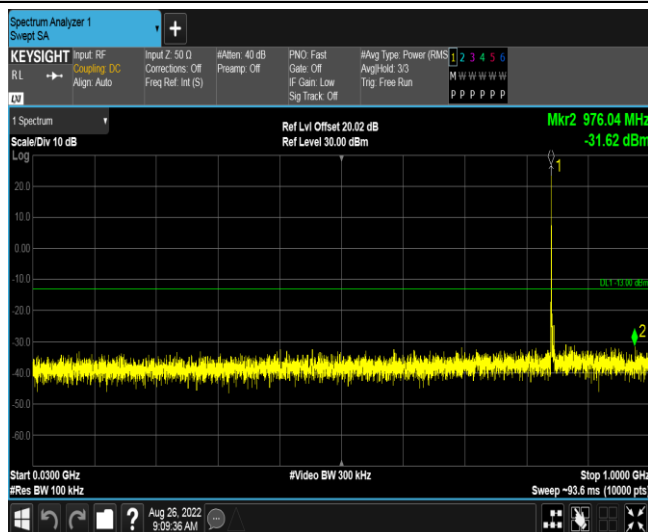 Spectrum Analyzer 1
Swept SA
+
KEYSIGHT
RL
Input: RF
Coupling: DC
Align: Auto
Input Z: 50 Ω
Corrections: Off
Freq Ref: Int (S)
#Atten: 40 dB
Preamp: Off
PNO: Fast
Gate: Off
IF Gain: Low
Sig Track: Off
#Avg Type: Power (RMS
Avg|Hold: 3/3
Trig: Free Run
1 2 3 4 5 6
M W W W W W
P P P P P P
LXI
1 Spectrum
Scale/Div 10 dB
Log
Ref Lvl Offset 20.02 dB
Ref Level 30.00 dBm
Mkr2 976.04 MHz
-31.62 dBm
1
20.0
10.0
0.00
-10.0
DL1 -13.00 dBm
-20.0
2
-30.0
-40.0
-50.0
-60.0
Start 0.0300 GHz
#Res BW 100 kHz
#Video BW 300 kHz
Stop 1.0000 GHz
Sweep ~93.6 ms (10000 pts)
?
Aug 26, 2022
9:09:36 AM